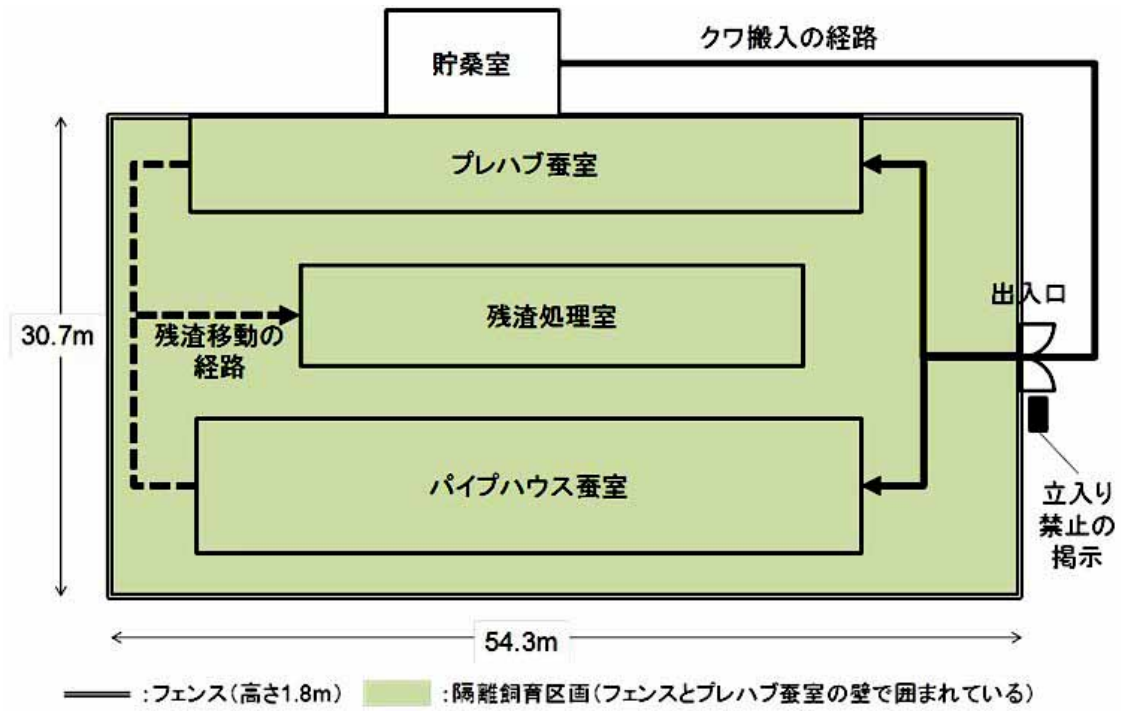 クワ搬入の経路
貯桑室
プレハブ蚕室
出入口
残渣処理室
残渣移動の
経路
30.7m
パイプハウス蚕室
立入り
禁止の
掲示
54.3m
:フェンス(高さ1.8m)
:隔離飼育区画(フェンスとプレハブ蚕室の壁で囲まれている)